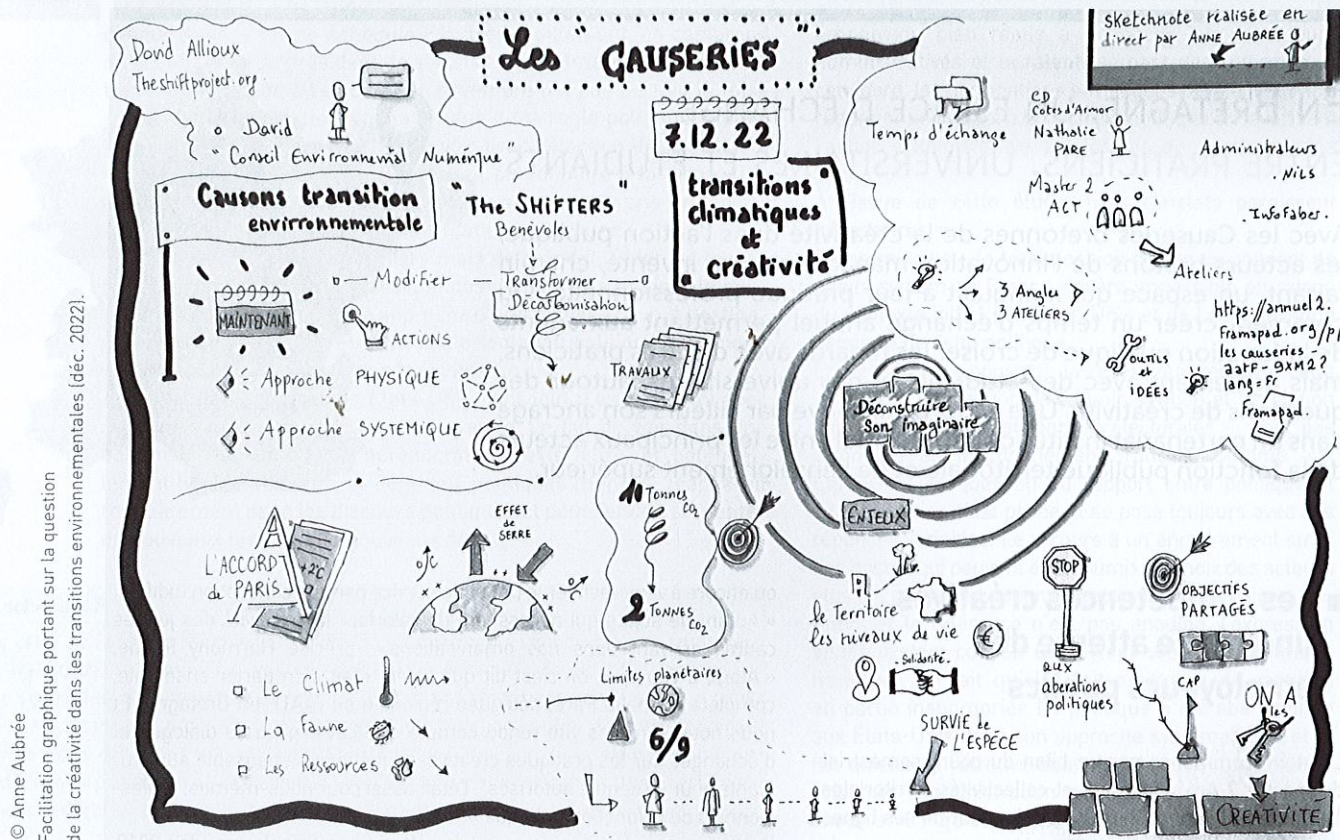 Les "CAUSERIES"
7.12.22
transitions
climatiques
et
créativité
David Allioux
Theshiftproject.org
David
"Conseil Environnemtal Numérique"
Causons transition
environnementale
"The SHiFTERS"
Bénévoles
MAINTENANT
Modifier
Transformer
Décarbonisation
ACTIONS
Approche PHYSIQUE
Approche SYSTEMIQUE
TRAVAUX
L'ACCORD
de PARIS
+2°C
EFFET
de
SERRE
°/c
10 Tonnes
CO2
2 TONNES
CO2
Le Climat
La Faune
Les Ressources
Limites planétaires
6/9
Déconstruire
Son imaginaire
ENJEUX
le Territoire
les niveaux de vie
€
Solidarité
SURVIE de
L'ESPÈCE
STOP
aux
aberations
politiques
OBJECTIFS
PARTAGÉS
CAP
ON A
les
CREATIVITÉ
Sketchnote réalisée en
direct par ANNE AUBRÉE
Temps d'échange
CD
Côtes d'Armor
Nathalie
PARE
Administrateurs
. Nils
Master 2
ACT
. InfoFaber.
Ateliers
3 Angles
3 ATELIERS
outils
et
IDÉES
https://annuel2.
Framapad.org/p/
les causeries-
lang=Fr
Framapad
© Anne Aubrée
Facilitation graphique portant sur la question
de la créativité dans les transitions environnementales (déc. 2022).